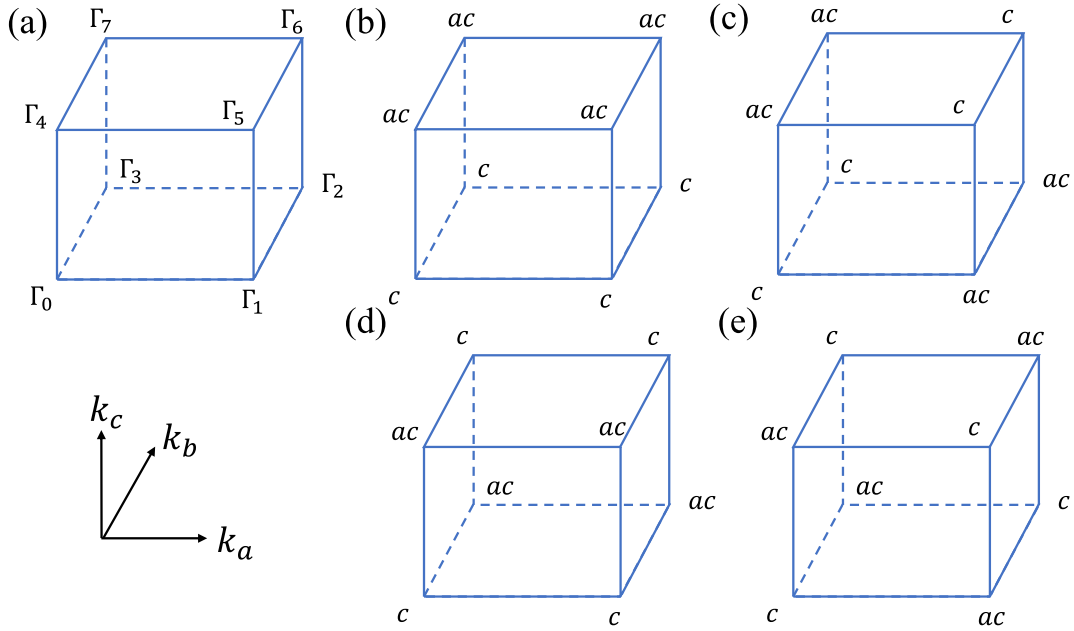 (a)
Γ₇
Γ₆
Γ₄
Γ₅
Γ₃
Γ₂
Γ₀
Γ₁
(b)
ac
ac
ac
ac
c
c
c
c
(c)
ac
c
ac
c
c
ac
c
ac
k_c
k_b
k_a
(d)
c
c
ac
ac
ac
ac
c
c
(e)
c
ac
ac
c
ac
c
c
ac